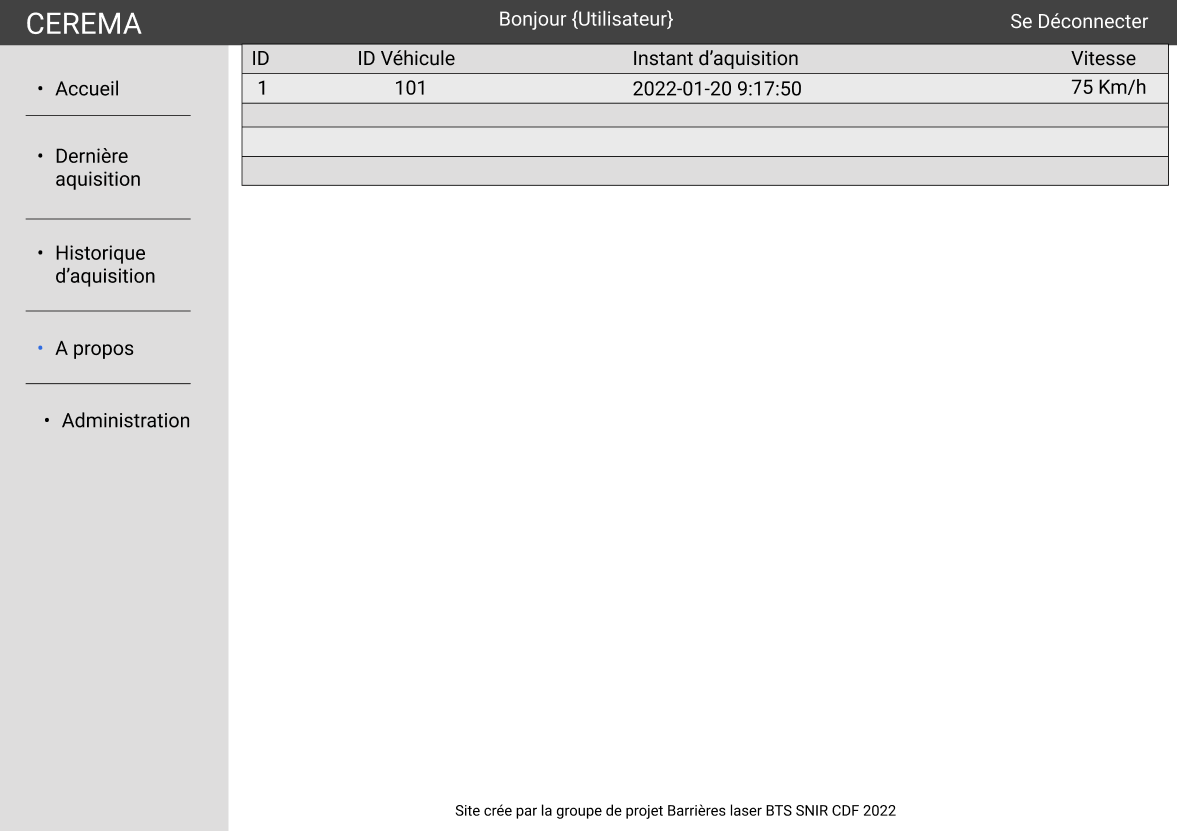 CEREMA
Bonjour {Utilisateur}
Se Déconnecter
• Accueil
• Dernière
aquisition
• Historique
d’aquisition
• A propos
• Administration
ID ID Véhicule Instant d’aquisition Vitesse
1 101 2022-01-20 9:17:50 75 Km/h
Site crée par la groupe de projet Barrières laser BTS SNIR CDF 2022